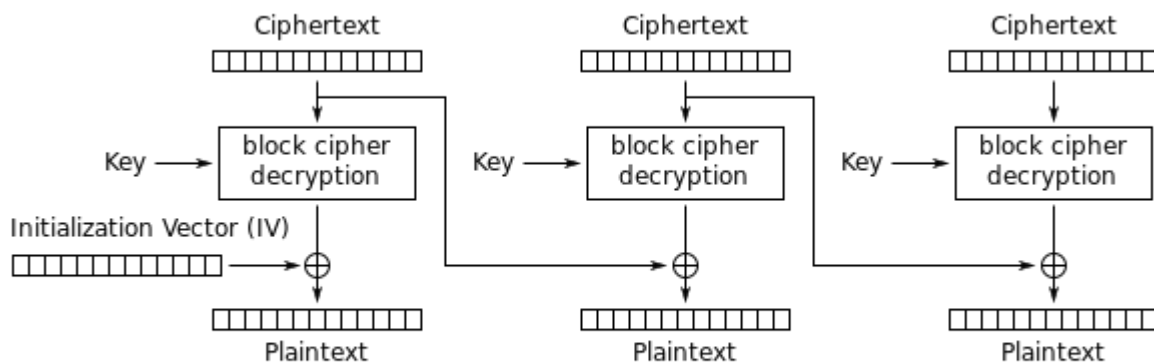 Ciphertext
Ciphertext
Ciphertext
Key
block cipher
decryption
Key
block cipher
decryption
Key
block cipher
decryption
Initialization Vector (IV)
Plaintext
Plaintext
Plaintext